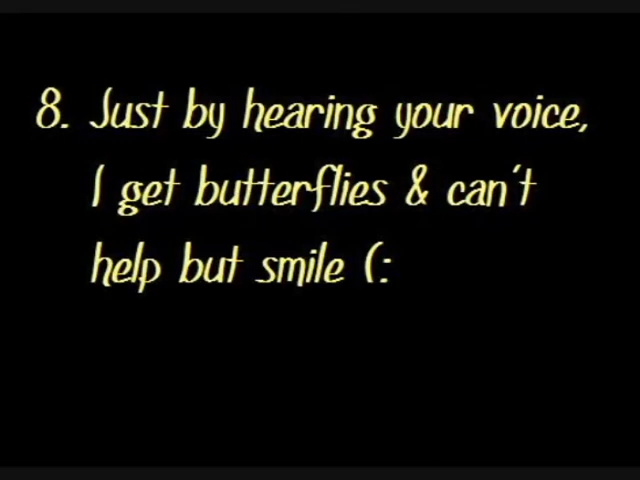 8. Just by hearing your voice,
I get butterflies & can't
help but smile (: